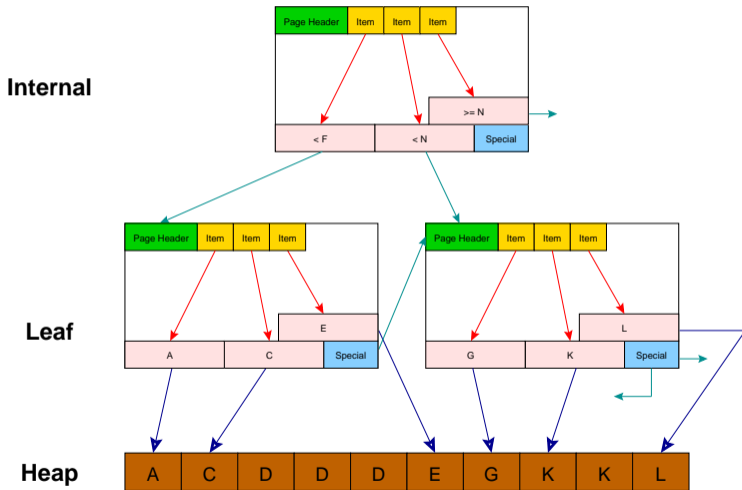 Page Header Item Item Item
Internal
>= N
< F < N Special
Page Header Item Item Item Page Header Item Item Item
Leaf
E L
A C Special G K Special
Heap A C D D D E G K K L